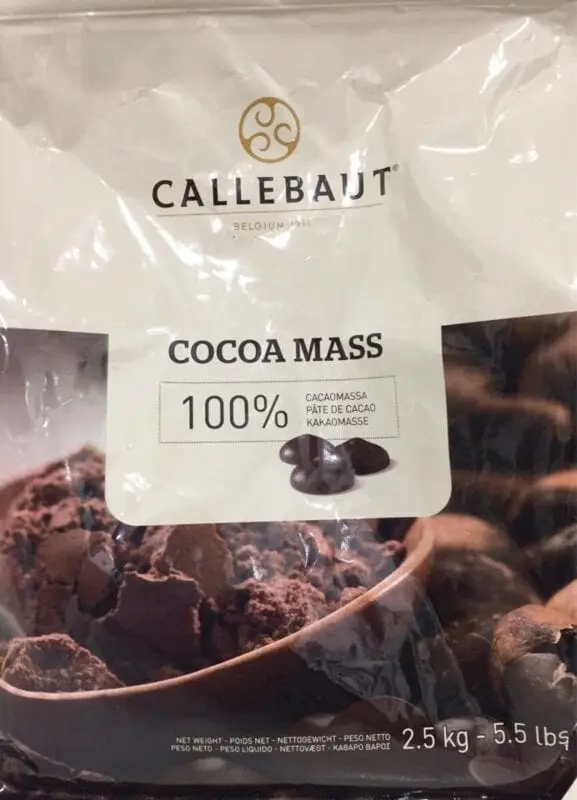 CALLEBAUT®
BELGIUM 1911
COCOA MASS
100%
CACAOMASSA
PÂTE DE CACAO
KAKAOMASSE
NET WEIGHT - POIDS NET - NETTOGEWICHT - PESO NETTO
PESO NETO - PESO LIQUIDO - NETTOVÆGT - ΚΑΘΑΡΟ ΒΑΡΟΣ
2.5 kg - 5.5 lbs